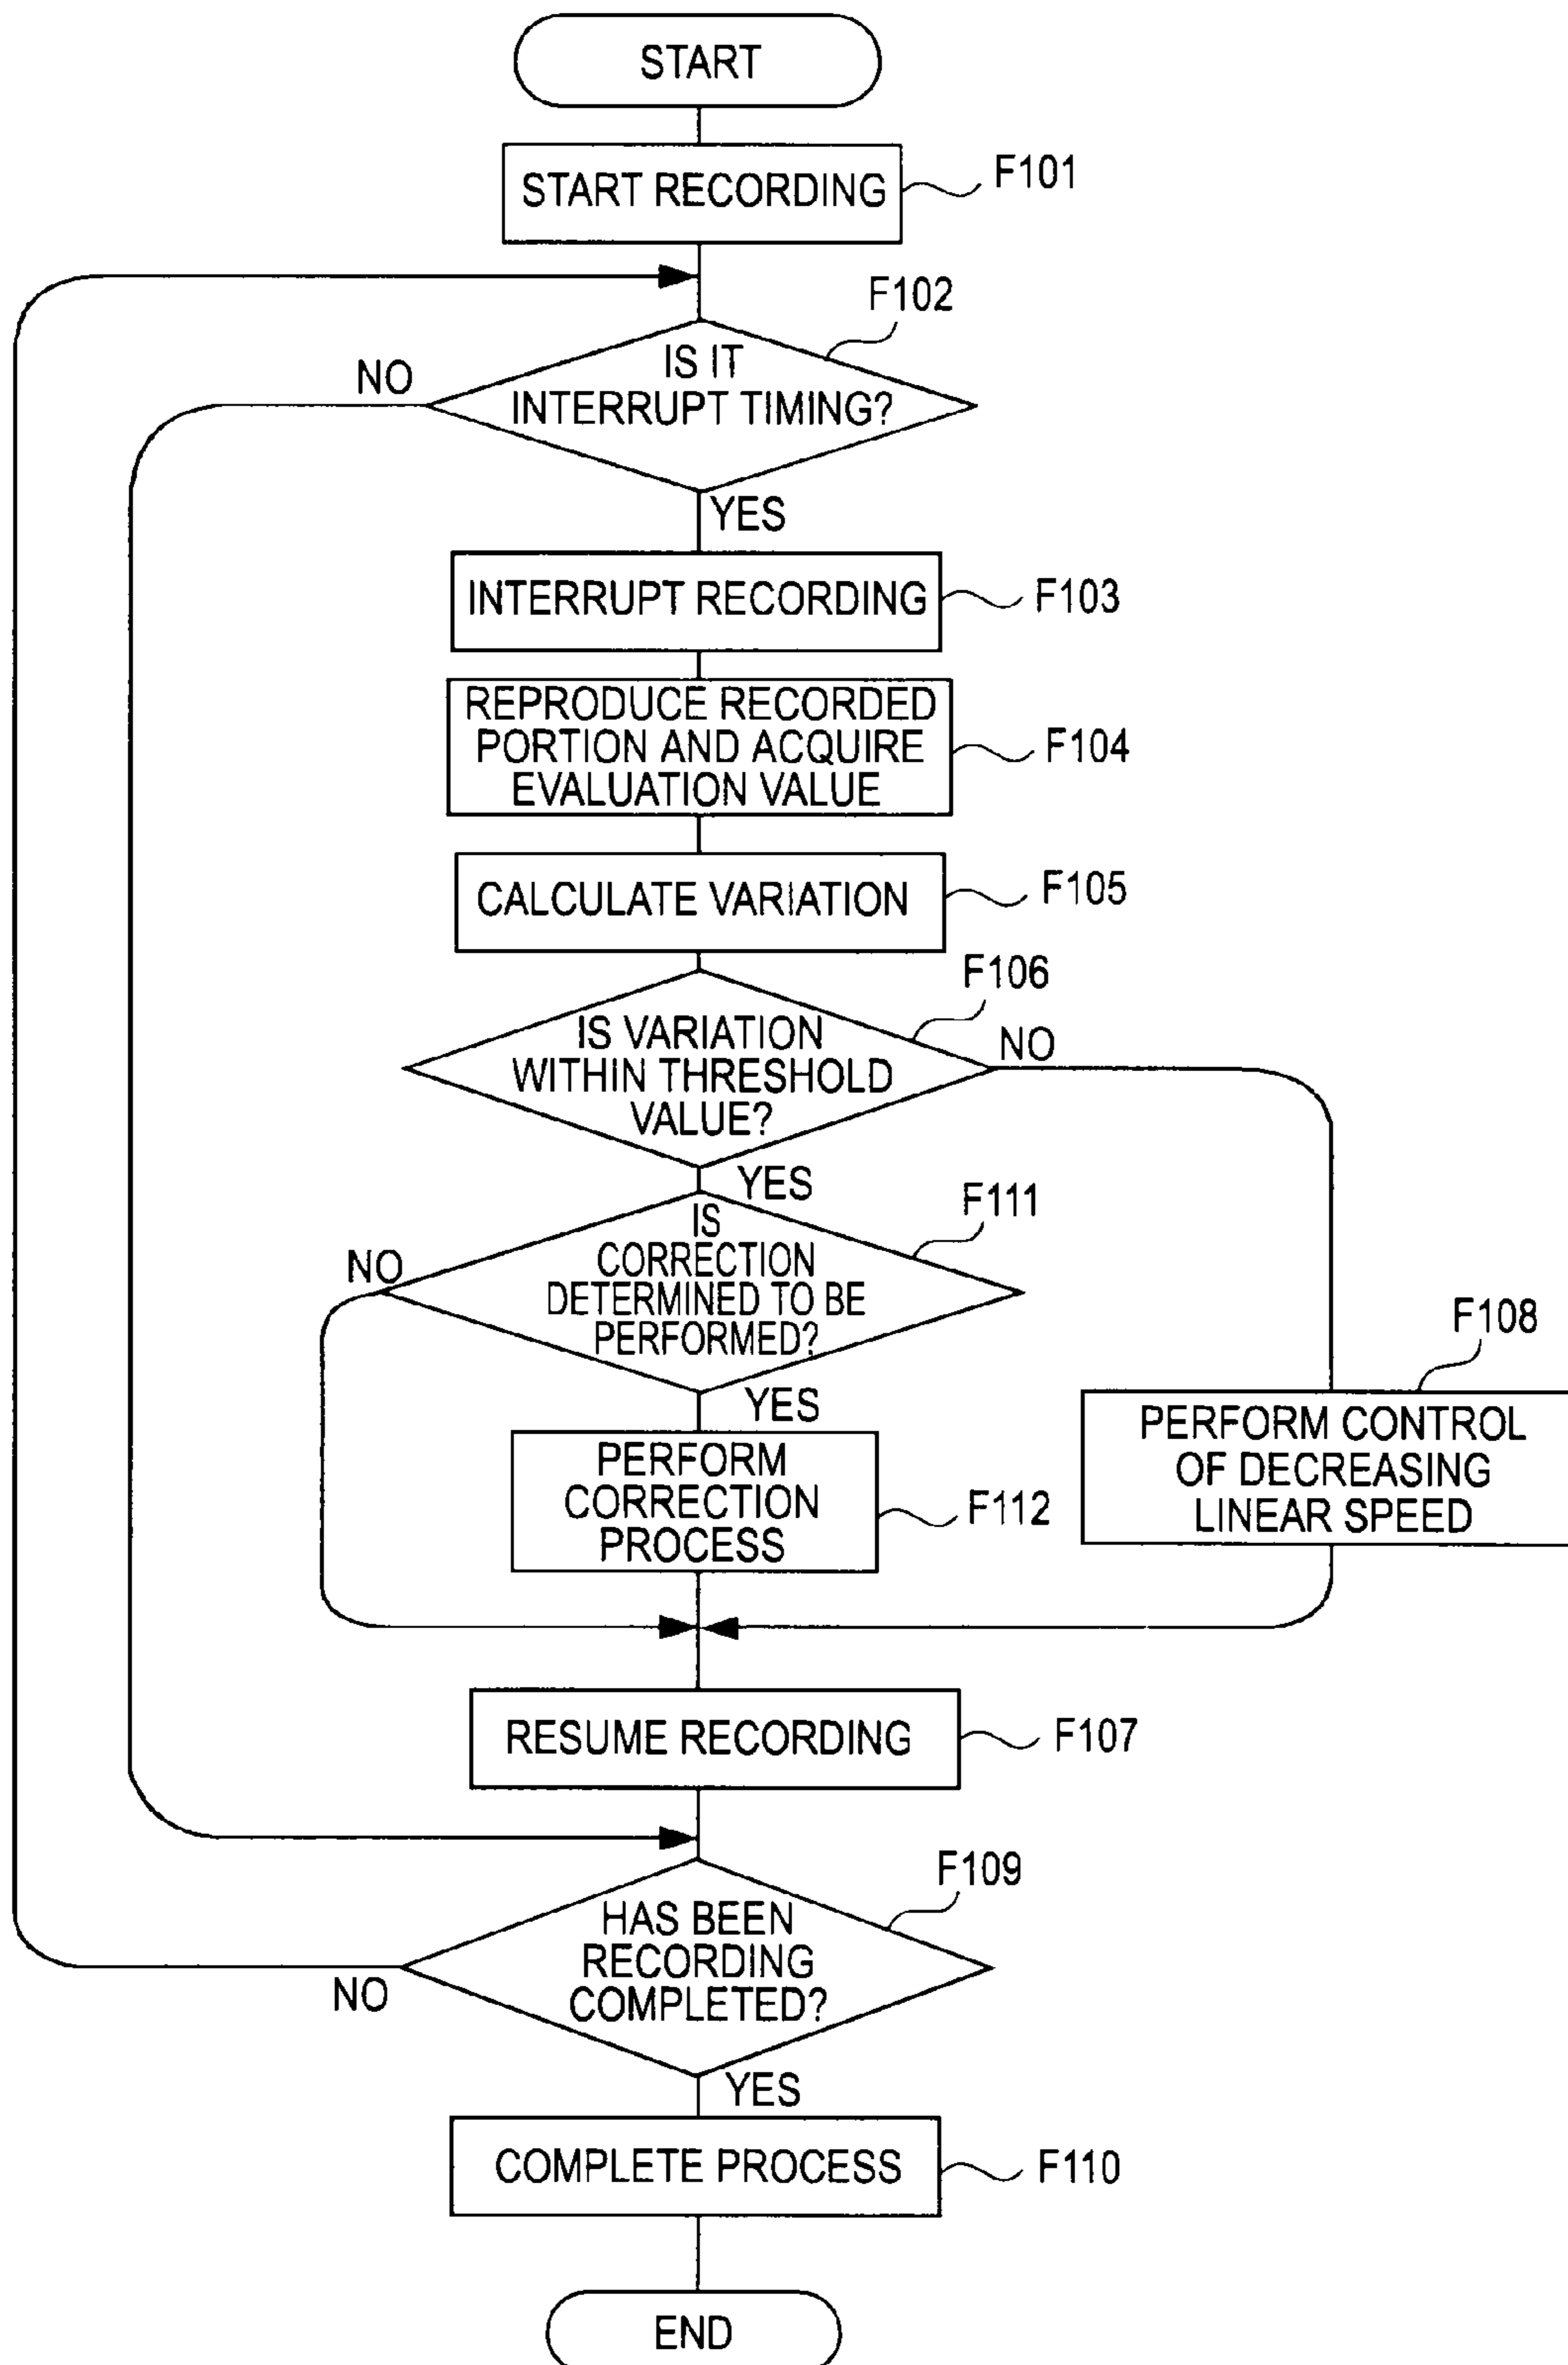 START
START RECORDING
F101
F102
IS IT
INTERRUPT TIMING?
NO
YES
INTERRUPT RECORDING
F103
REPRODUCE RECORDED
PORTION AND ACQUIRE
EVALUATION VALUE
F104
CALCULATE VARIATION
F105
F106
IS VARIATION
WITHIN THRESHOLD
VALUE?
NO
YES
F111
IS
CORRECTION
DETERMINED TO BE
PERFORMED?
NO
YES
F108
PERFORM CONTROL
OF DECREASING
LINEAR SPEED
PERFORM
CORRECTION
PROCESS
F112
RESUME RECORDING
F107
F109
HAS BEEN
RECORDING
COMPLETED?
NO
YES
COMPLETE PROCESS
F110
END